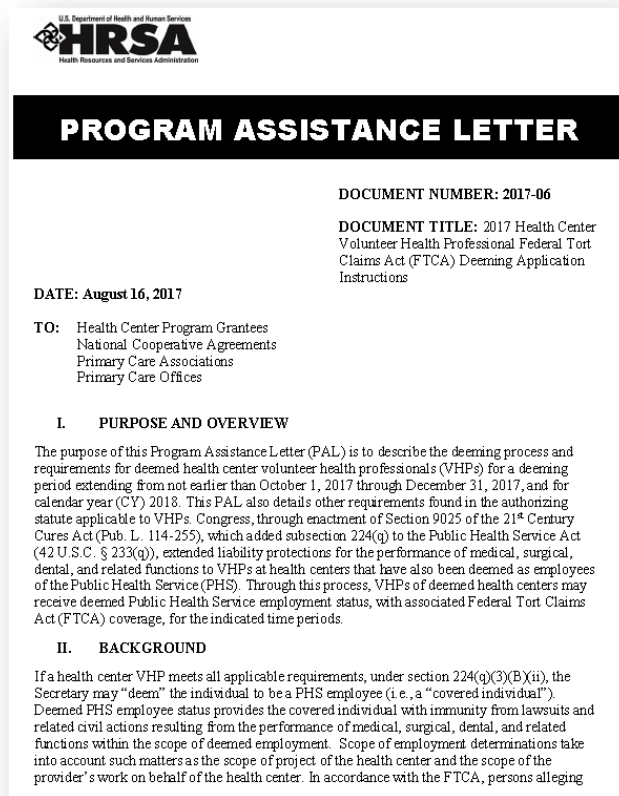 U.S. Department of Health and Human Services
HRSA
Health Resources and Services Administration
PROGRAM ASSISTANCE LETTER
DOCUMENT NUMBER: 2017-06
DOCUMENT TITLE: 2017 Health Center
Volunteer Health Professional Federal Tort
Claims Act (FTCA) Deeming Application
Instructions
DATE: August 16, 2017
TO: Health Center Program Grantees
National Cooperative Agreements
Primary Care Associations
Primary Care Offices
I. PURPOSE AND OVERVIEW
The purpose of this Program Assistance Letter (PAL) is to describe the deeming process and
requirements for deemed health center volunteer health professionals (VHPs) for a deeming
period extending from not earlier than October 1, 2017 through December 31, 2017, and for
calendar year (CY) 2018. This PAL also details other requirements found in the authorizing
statute applicable to VHPs. Congress, through enactment of Section 9025 of the 21st Century
Cures Act (Pub. L. 114-255), which added subsection 224(q) to the Public Health Service Act
(42 U.S.C. § 233(q)), extended liability protections for the performance of medical, surgical,
dental, and related functions to VHPs at health centers that have also been deemed as employees
of the Public Health Service (PHS). Through this process, VHPs of deemed health centers may
receive deemed Public Health Service employment status, with associated Federal Tort Claims
Act (FTCA) coverage, for the indicated time periods.
II. BACKGROUND
If a health center VHP meets all applicable requirements, under section 224(q)(3)(B)(ii), the
Secretary may “deem” the individual to be a PHS employee (i.e., a “covered individual”).
Deemed PHS employee status provides the covered individual with immunity from lawsuits and
related civil actions resulting from the performance of medical, surgical, dental, and related
functions within the scope of deemed employment. Scope of employment determinations take
into account such matters as the scope of project of the health center and the scope of the
provider’s work on behalf of the health center. In accordance with the FTCA, persons alleging